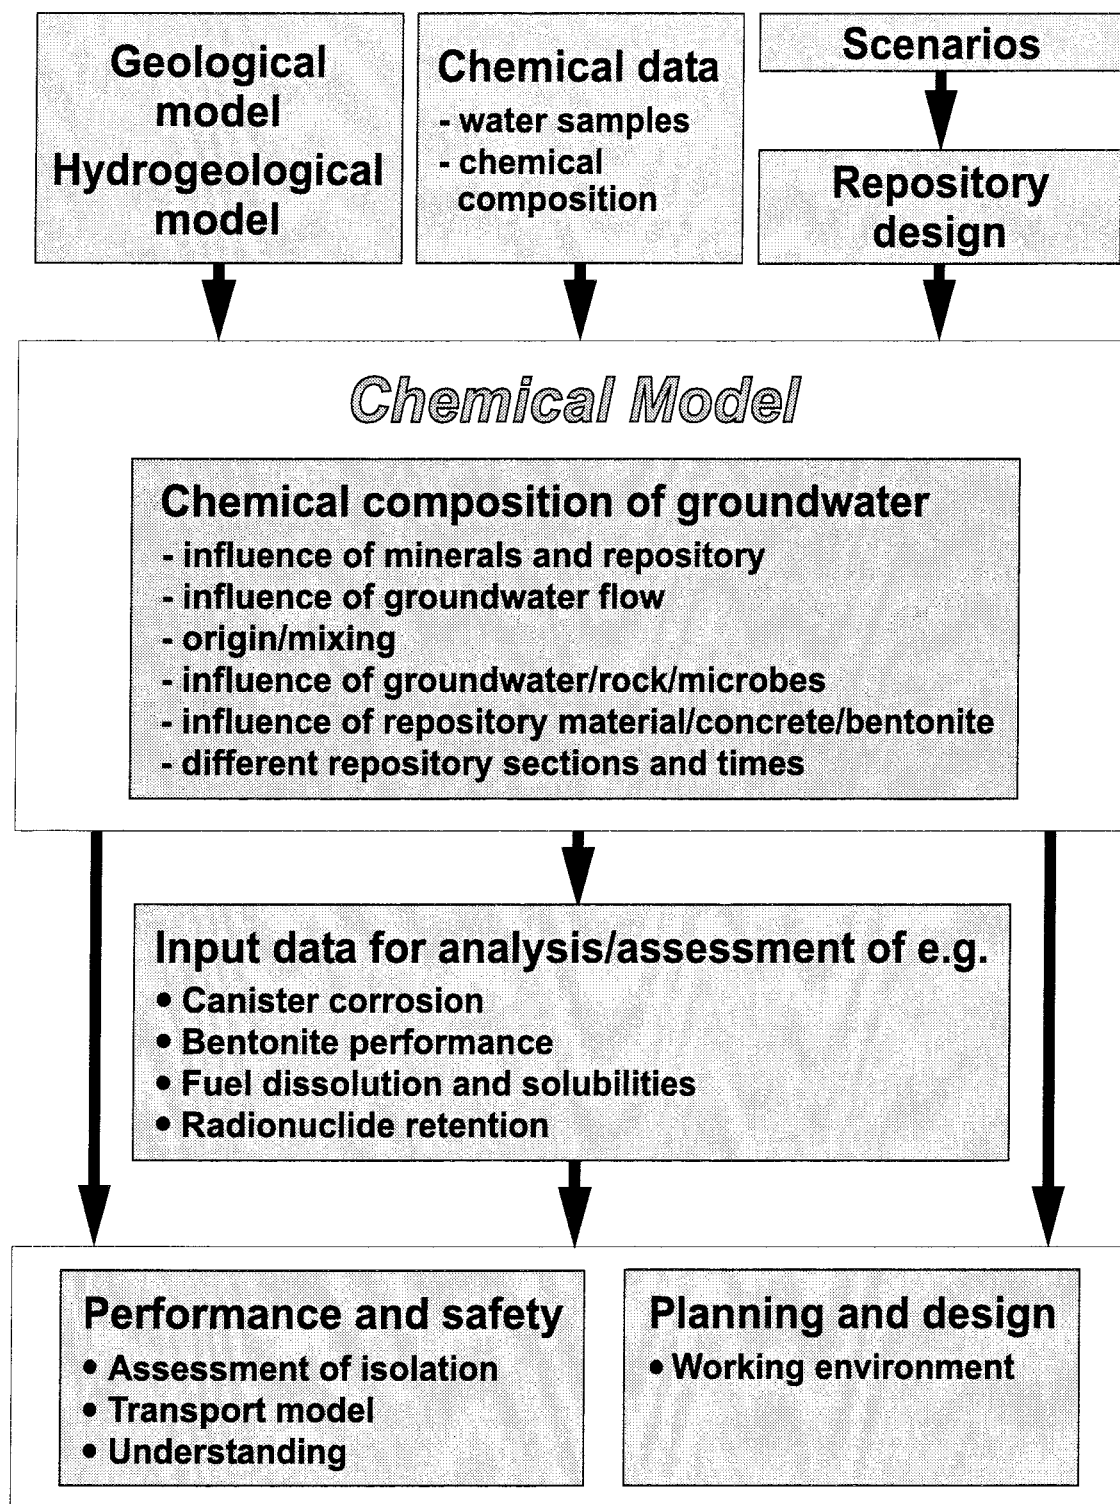 Geological
model
Hydrogeological
model
Chemical data
- water samples
- chemical
composition
Scenarios
Repository
design
Chemical Model
Chemical composition of groundwater
- influence of minerals and repository
- influence of groundwater flow
- origin/mixing
- influence of groundwater/rock/microbes
- influence of repository material/concrete/bentonite
- different repository sections and times
Input data for analysis/assessment of e.g.
• Canister corrosion
• Bentonite performance
• Fuel dissolution and solubilities
• Radionuclide retention
Performance and safety
• Assessment of isolation
• Transport model
• Understanding
Planning and design
• Working environment